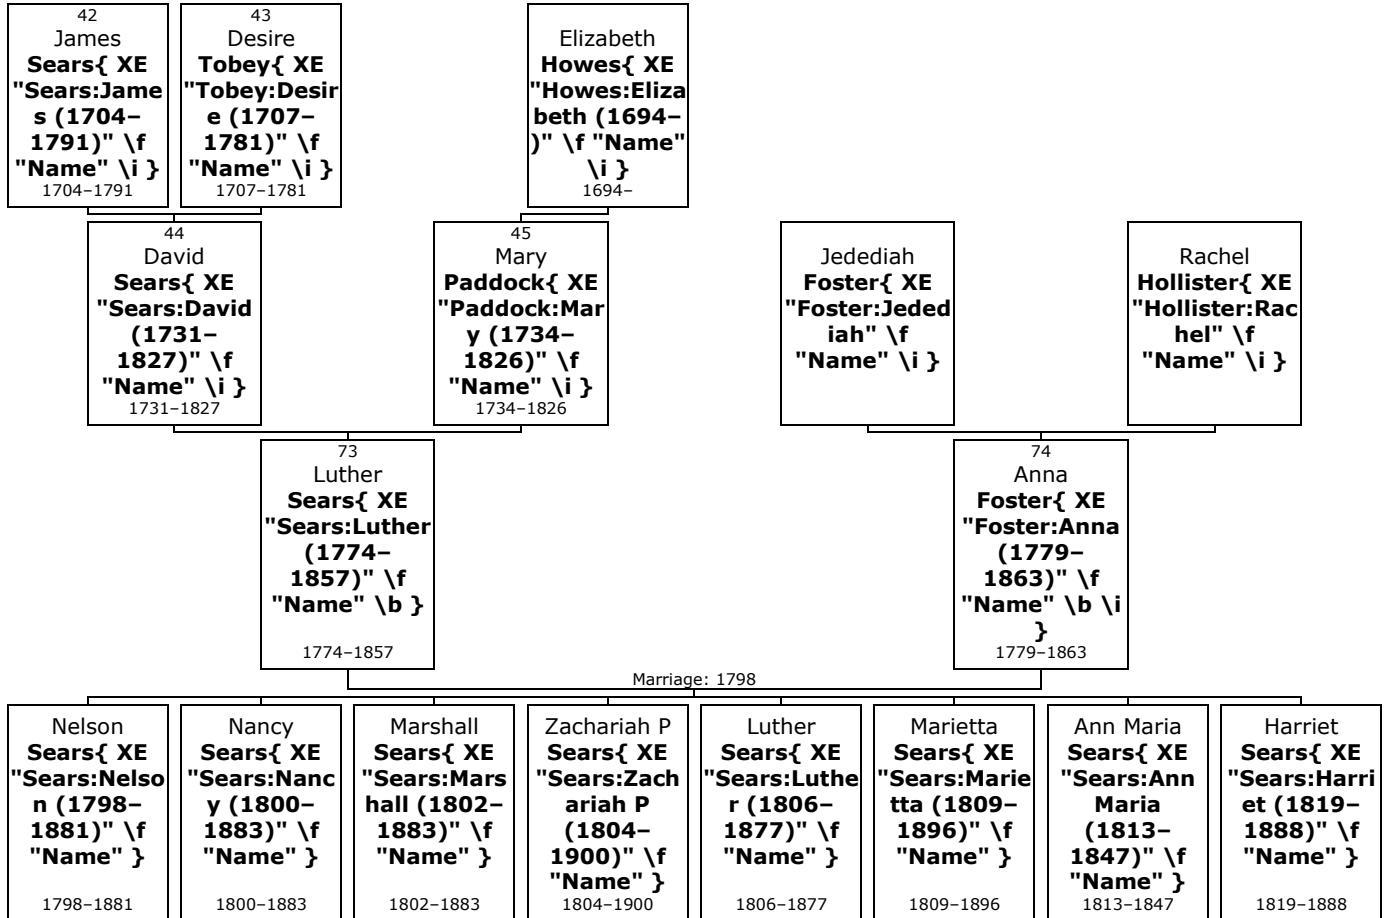 42
James
Sears{ XE
"Sears:Jame
s (1704–
1791)" \f
"Name" \i }
1704–1791
43
Desire
Tobey{ XE
"Tobey:Desir
e (1707–
1781)" \f
"Name" \i }
1707–1781
Elizabeth
Howes{ XE
"Howes:Eliza
beth (1694–
)" \f "Name"
\i }
1694–
44
David
Sears{ XE
"Sears:David
(1731–
1827)" \f
"Name" \i }
1731–1827
45
Mary
Paddock{ XE
"Paddock:Mar
y (1734–
1826)" \f
"Name" \i }
1734–1826
Jedediah
Foster{ XE
"Foster:Jeded
iah" \f
"Name" \i }
Rachel
Hollister{ XE
"Hollister:Rac
hel" \f
"Name" \i }
73
Luther
Sears{ XE
"Sears:Luther
(1774–
1857)" \f
"Name" \b }
1774–1857
74
Anna
Foster{ XE
"Foster:Anna
(1779–
1863)" \f
"Name" \b \i
}
1779–1863
Marriage: 1798
Nelson
Sears{ XE
"Sears:Nelso
n (1798–
1881)" \f
"Name" }
1798–1881
Nancy
Sears{ XE
"Sears:Nanc
y (1800–
1883)" \f
"Name" }
1800–1883
Marshall
Sears{ XE
"Sears:Mars
hall (1802–
1883)" \f
"Name" }
1802–1883
Zachariah P
Sears{ XE
"Sears:Zach
ariah P
(1804–
1900)" \f
"Name" }
1804–1900
Luther
Sears{ XE
"Sears:Luthe
r (1806–
1877)" \f
"Name" }
1806–1877
Marietta
Sears{ XE
"Sears:Marie
tta (1809–
1896)" \f
"Name" }
1809–1896
Ann Maria
Sears{ XE
"Sears:Ann
Maria
(1813–
1847)" \f
"Name" }
1813–1847
Harriet
Sears{ XE
"Sears:Harri
et (1819–
1888)" \f
"Name" }
1819–1888